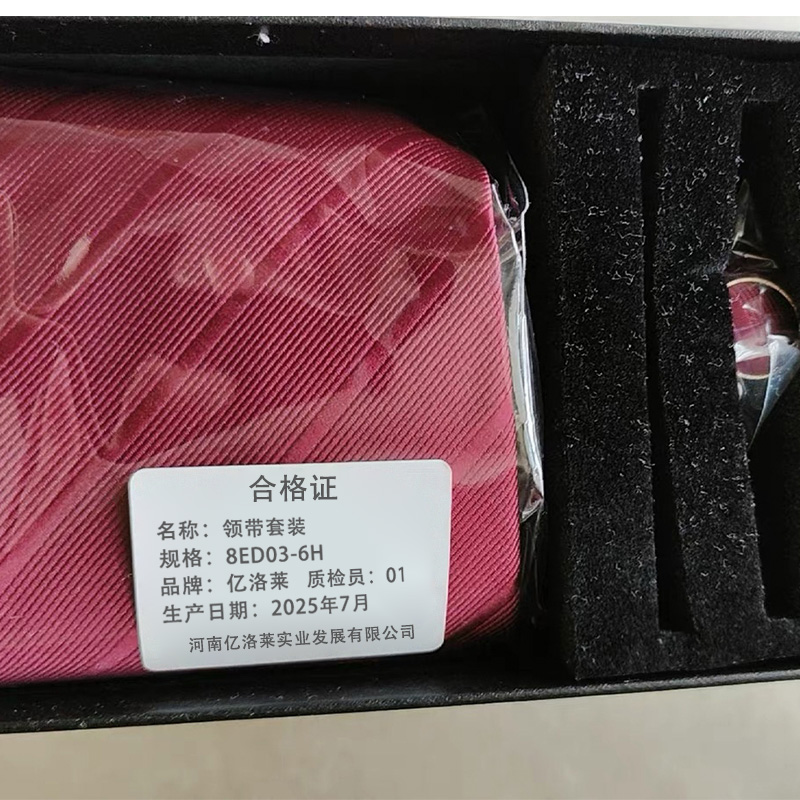 合格证
名称：领带套装
规格：8ED03-6H
品牌：亿洛莱 质检员：01
生产日期：2025年7月
河南亿洛莱实业发展有限公司